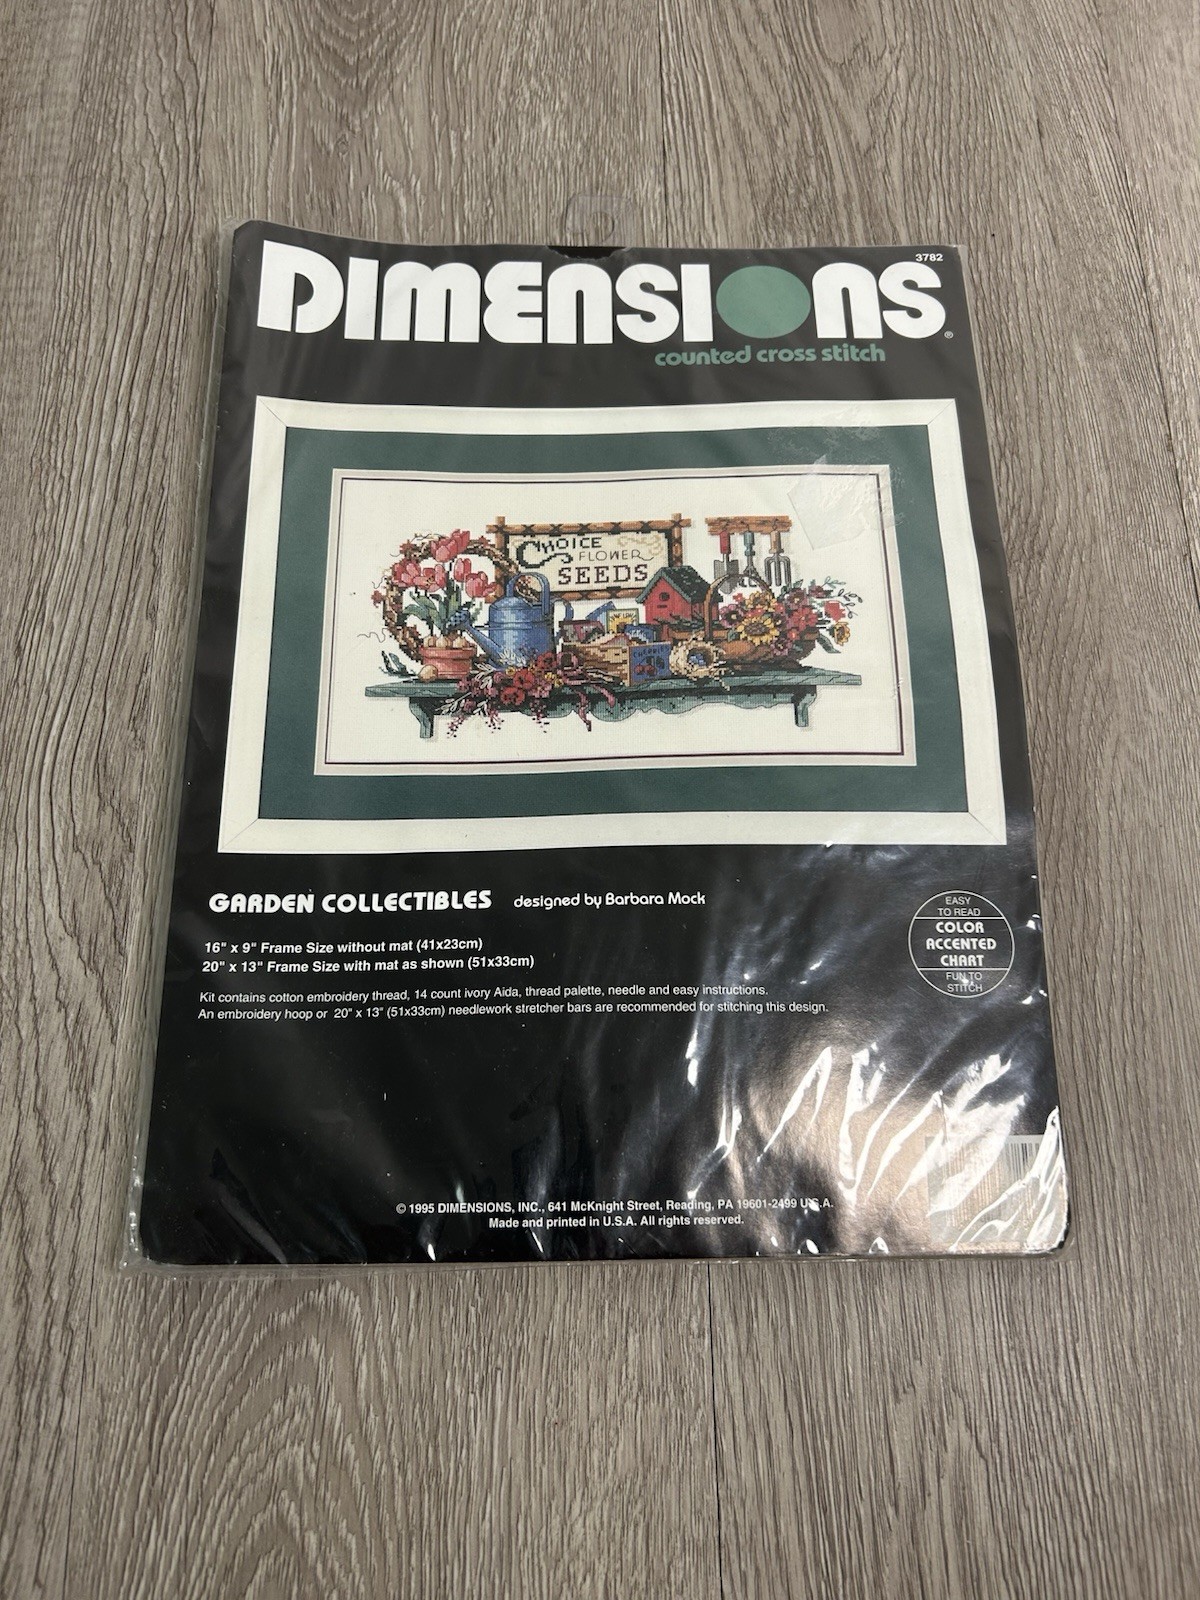 3782
DIMENSIONS®
counted cross stitch
CHOICE
FLOWER
SEEDS
GARDEN COLLECTIBLES designed by Barbara Mock
16" x 9" Frame Size without mat (41x23cm)
20" x 13" Frame Size with mat as shown (51x33cm)
Kit contains cotton embroidery thread, 14 count ivory Aida, thread palette, needle and easy instructions.
An embroidery hoop or 20" x 13" (51x33cm) needlework stretcher bars are recommended for stitching this design.
EASY
TO READ
COLOR
ACCENTED
CHART
FUN TO
STITCH
© 1995 DIMENSIONS, INC., 641 McKnight Street, Reading, PA 19601-2499 U.S.A.
Made and printed in U.S.A. All rights reserved.